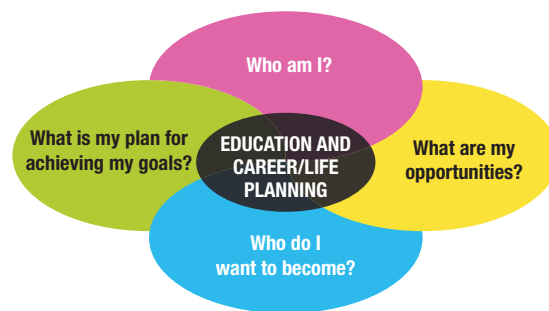 Who am I?
What is my plan for
achieving my goals?
EDUCATION AND
CAREER/LIFE
PLANNING
What are my
opportunities?
Who do I
want to become?